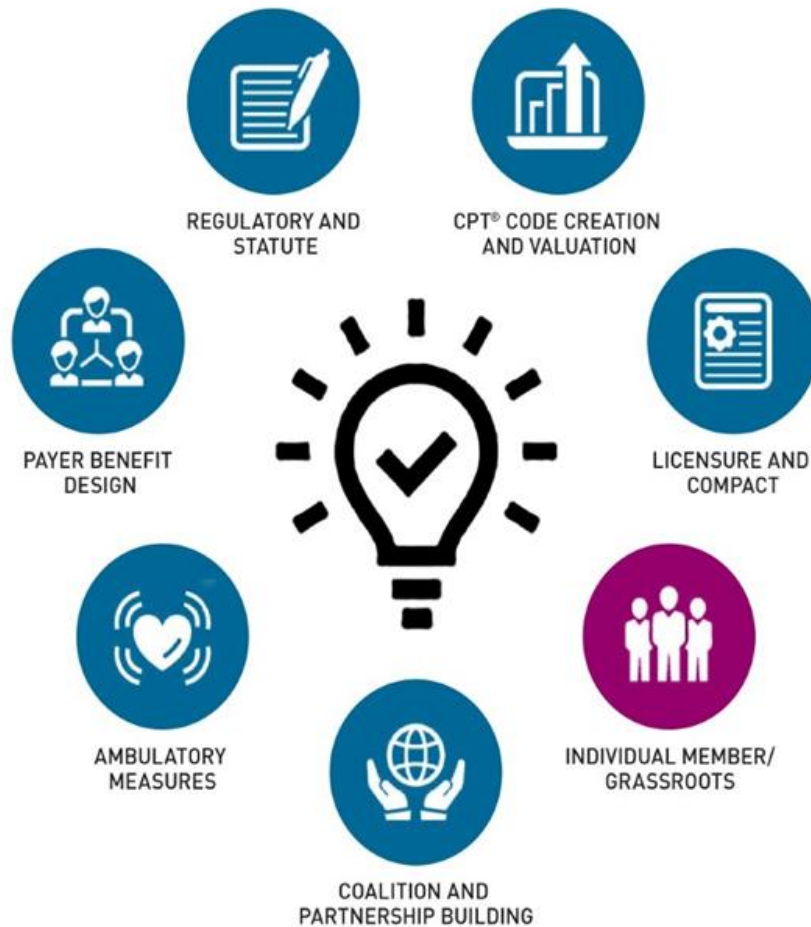 REGULATORY AND
STATUTE
CPT® CODE CREATION
AND VALUATION
PAYER BENEFIT
DESIGN
LICENSURE AND
COMPACT
AMBULATORY
MEASURES
INDIVIDUAL MEMBER/
GRASSROOTS
COALITION AND
PARTNERSHIP BUILDING